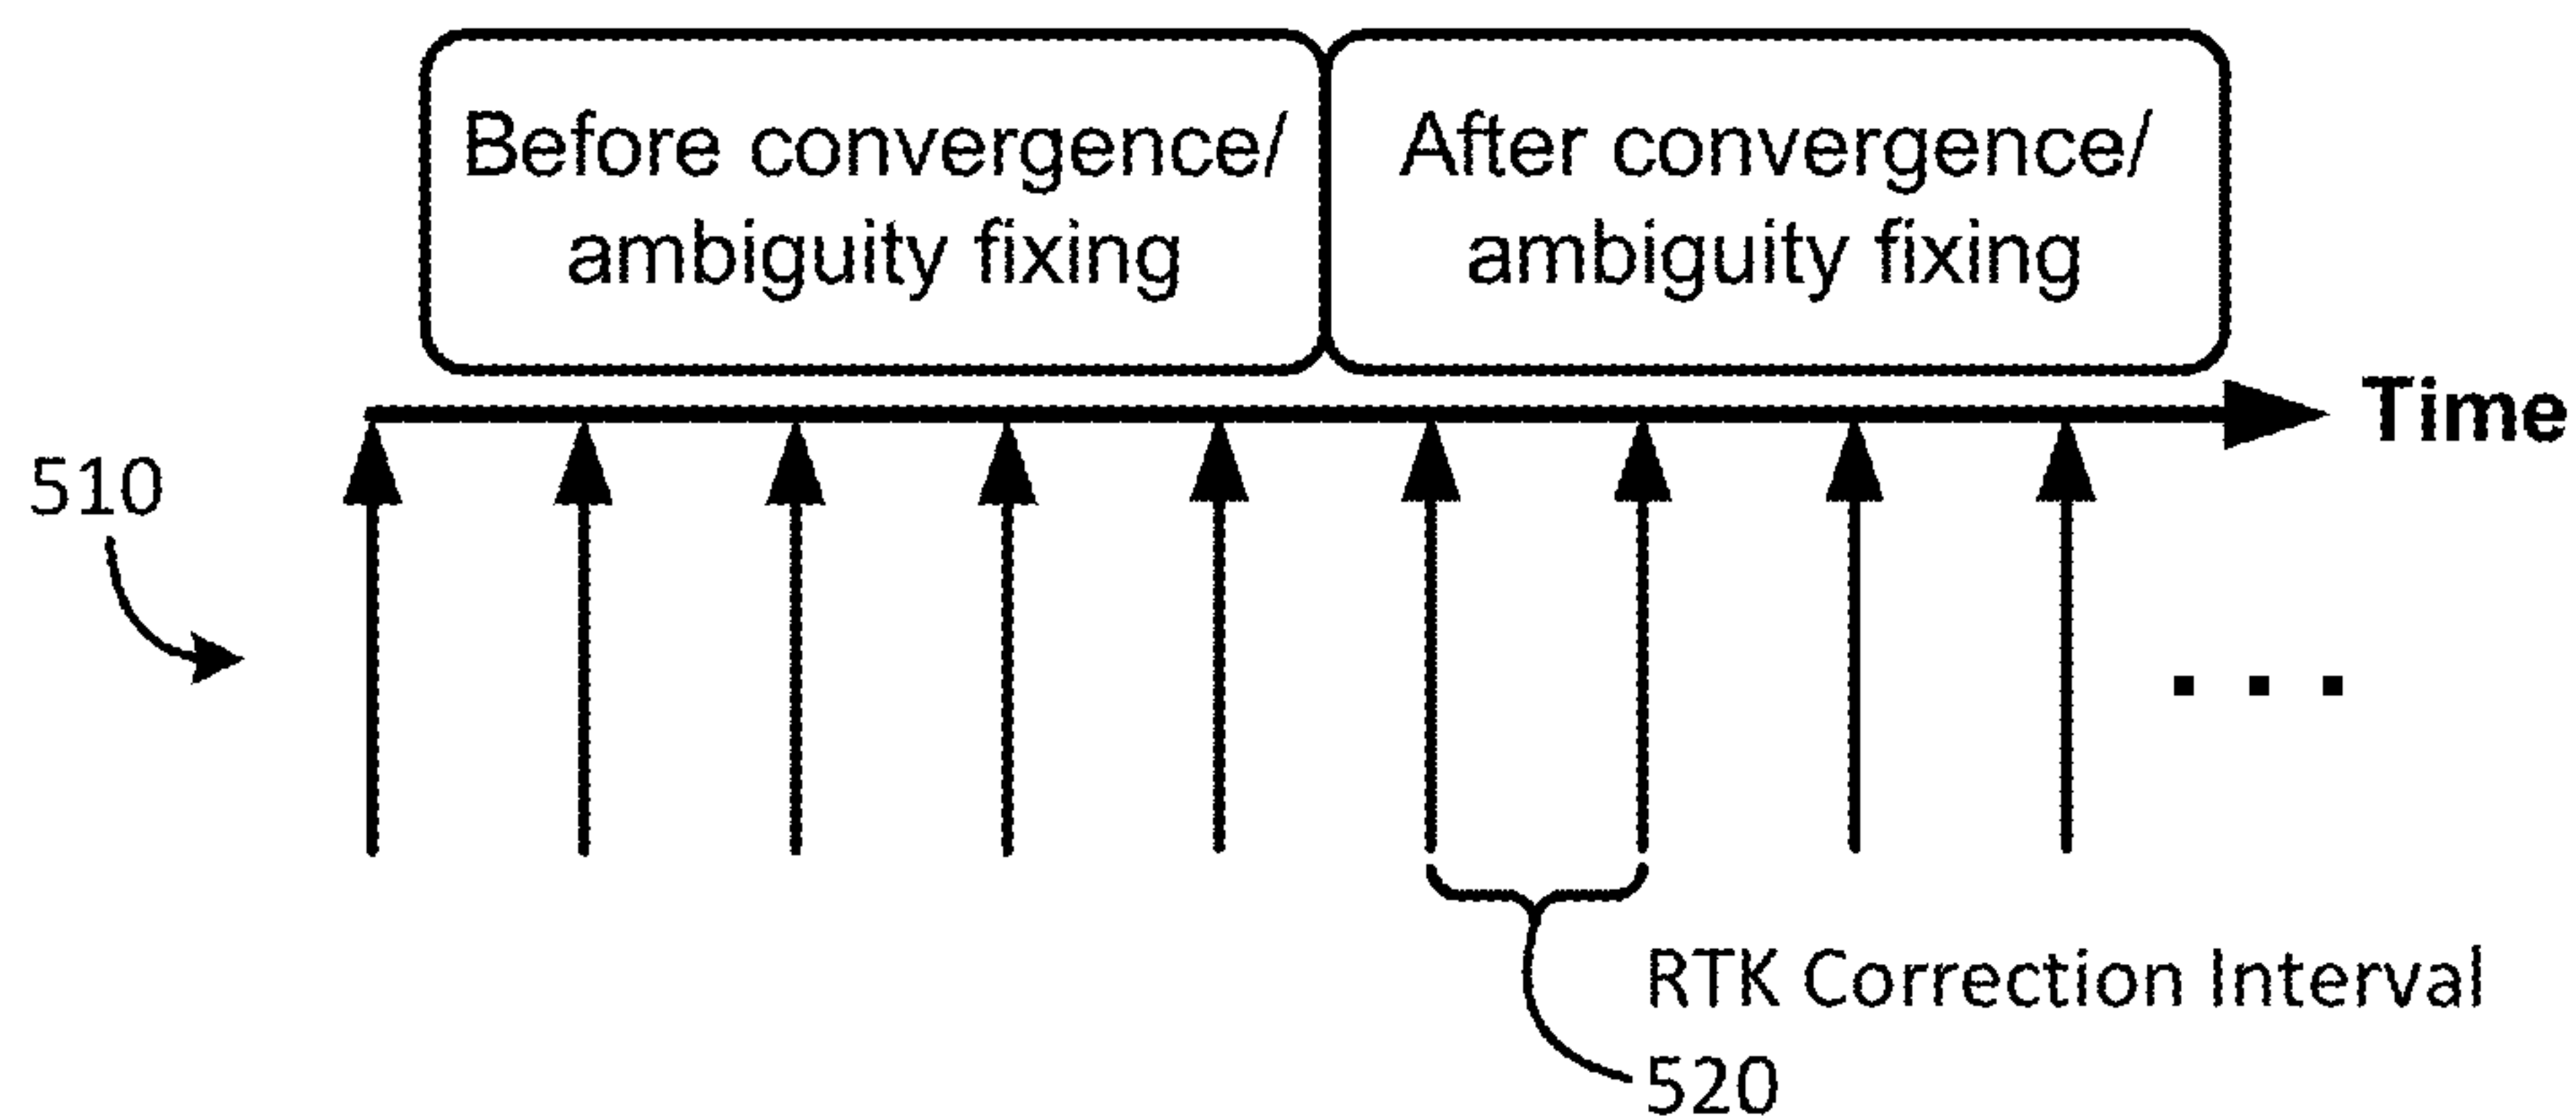 Before convergence/
ambiguity fixing
After convergence/
ambiguity fixing
Time
510
. . .
RTK Correction Interval
520